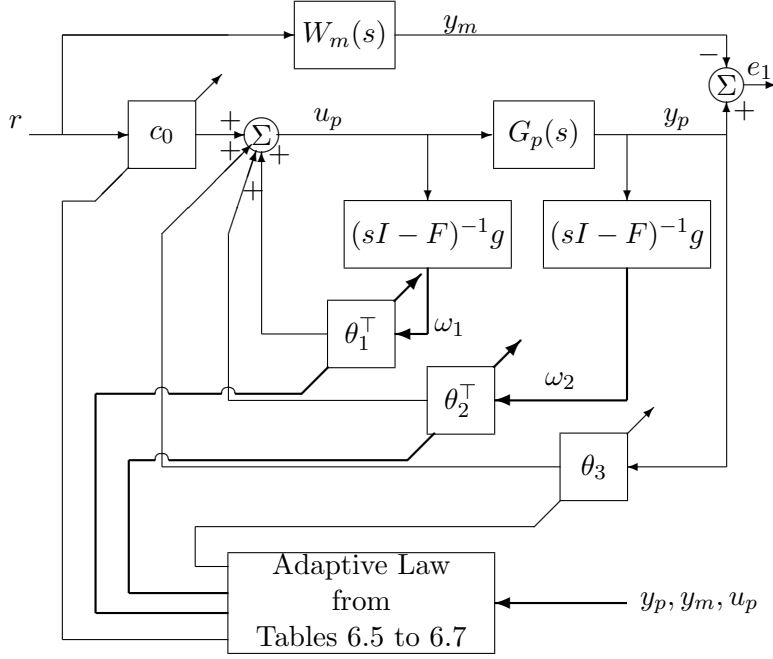 W_m(s)
y_m
−
Σ
e_1
+
r
c_0
+
+
Σ
+
+
u_p
G_p(s)
y_p
(sI − F)^{−1}g
(sI − F)^{−1}g
θ_1^⊤
ω_1
θ_2^⊤
ω_2
θ_3
Adaptive Law
from
Tables 6.5 to 6.7
y_p, y_m, u_p